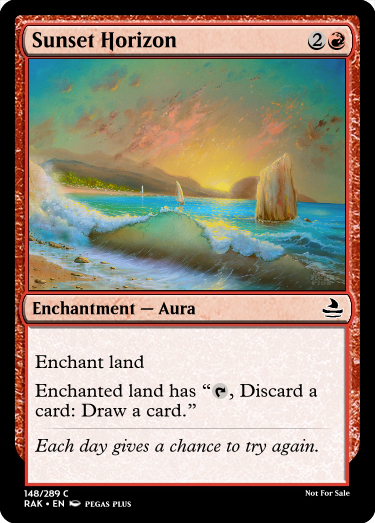 Sunset Horizon 2
Enchantment — Aura
Enchant land
Enchanted land has “, Discard a
card: Draw a card.”
Each day gives a chance to try again.
148/289 C
Not For Sale
RAK • EN PEGAS PLUS